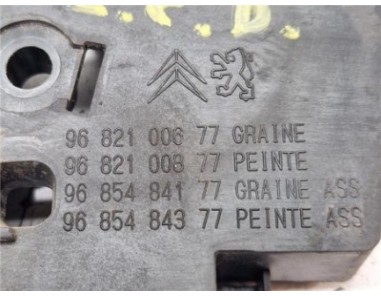 96 821 006 77 GRAINE
96 821 008 77 PEINTE
96 854 841 77 GRAINE ASS
96 854 843 77 PEINTE ASS